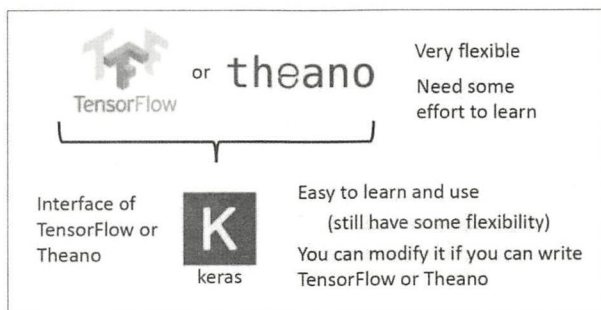 TensorFlow
or
theano
Very flexible
Need some
effort to learn
Interface of
TensorFlow or
Theano
K
keras
Easy to learn and use
(still have some flexibility)
You can modify it if you can write
TensorFlow or Theano